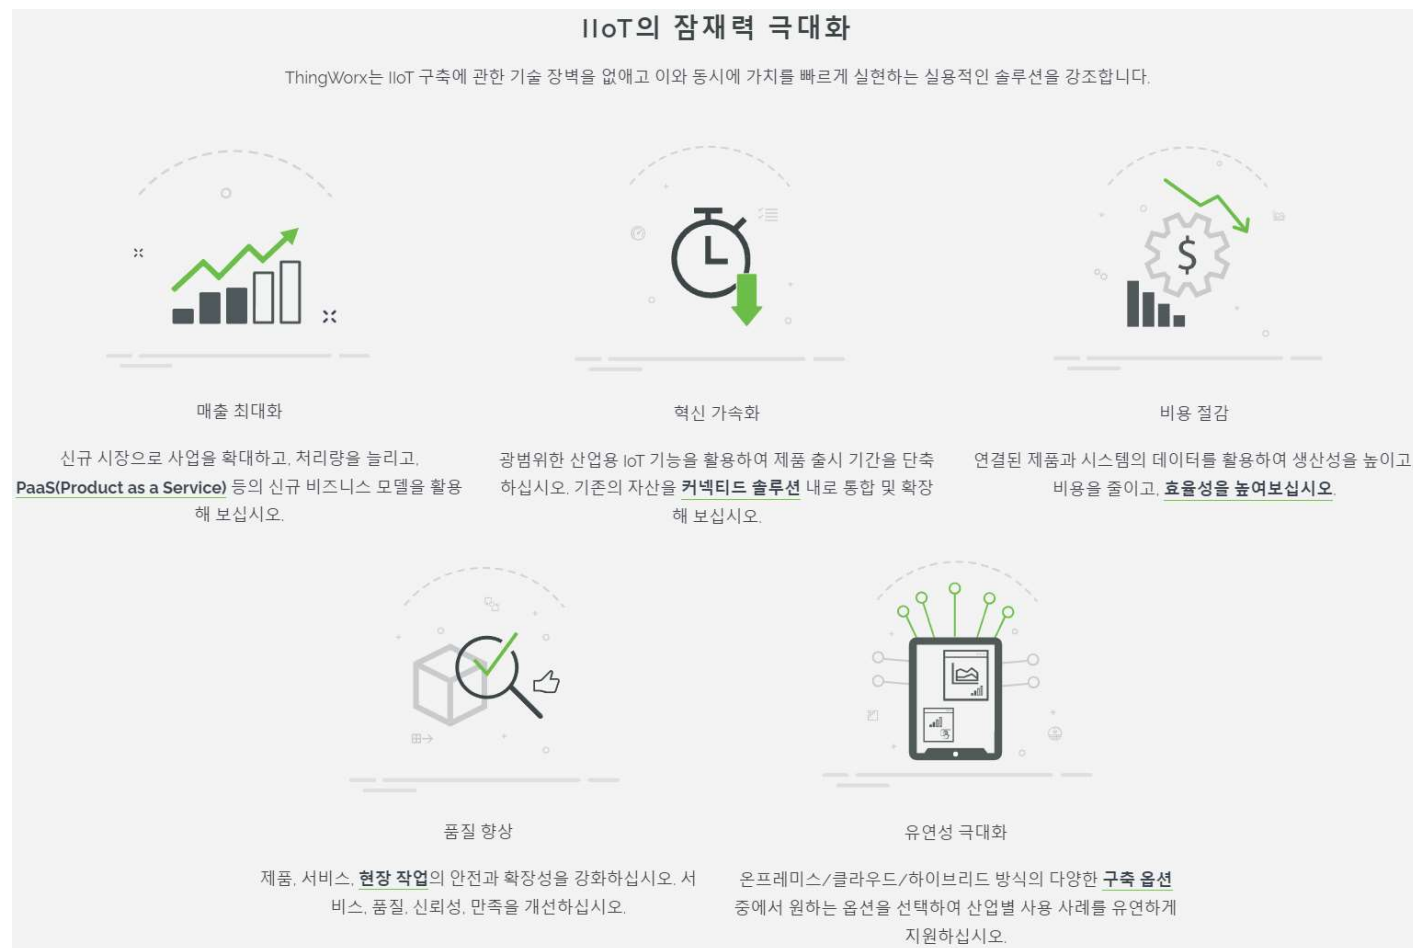 IIoT의 잠재력 극대화
ThingWorx는 IIoT 구축에 관한 기술 장벽을 없애고 이와 동시에 가치를 빠르게 실현하는 실용적인 솔루션을 강조합니다.
$
매출 최대화
신규 시장으로 사업을 확대하고, 처리량을 늘리고,
PaaS(Product as a Service) 등의 신규 비즈니스 모델을 활용
해 보십시오.
혁신 가속화
광범위한 산업용 IoT 기능을 활용하여 제품 출시 기간을 단축
하십시오. 기존의 자산을 커넥티드 솔루션 내로 통합 및 확장
해 보십시오.
비용 절감
연결된 제품과 시스템의 데이터를 활용하여 생산성을 높이고
비용을 줄이고, 효율성을 높여보십시오.
품질 향상
제품, 서비스, 현장 작업의 안전과 확장성을 강화하십시오. 서
비스, 품질, 신뢰성, 만족을 개선하십시오.
유연성 극대화
온프레미스/클라우드/하이브리드 방식의 다양한 구축 옵션
중에서 원하는 옵션을 선택하여 산업별 사용 사례를 유연하게
지원하십시오.